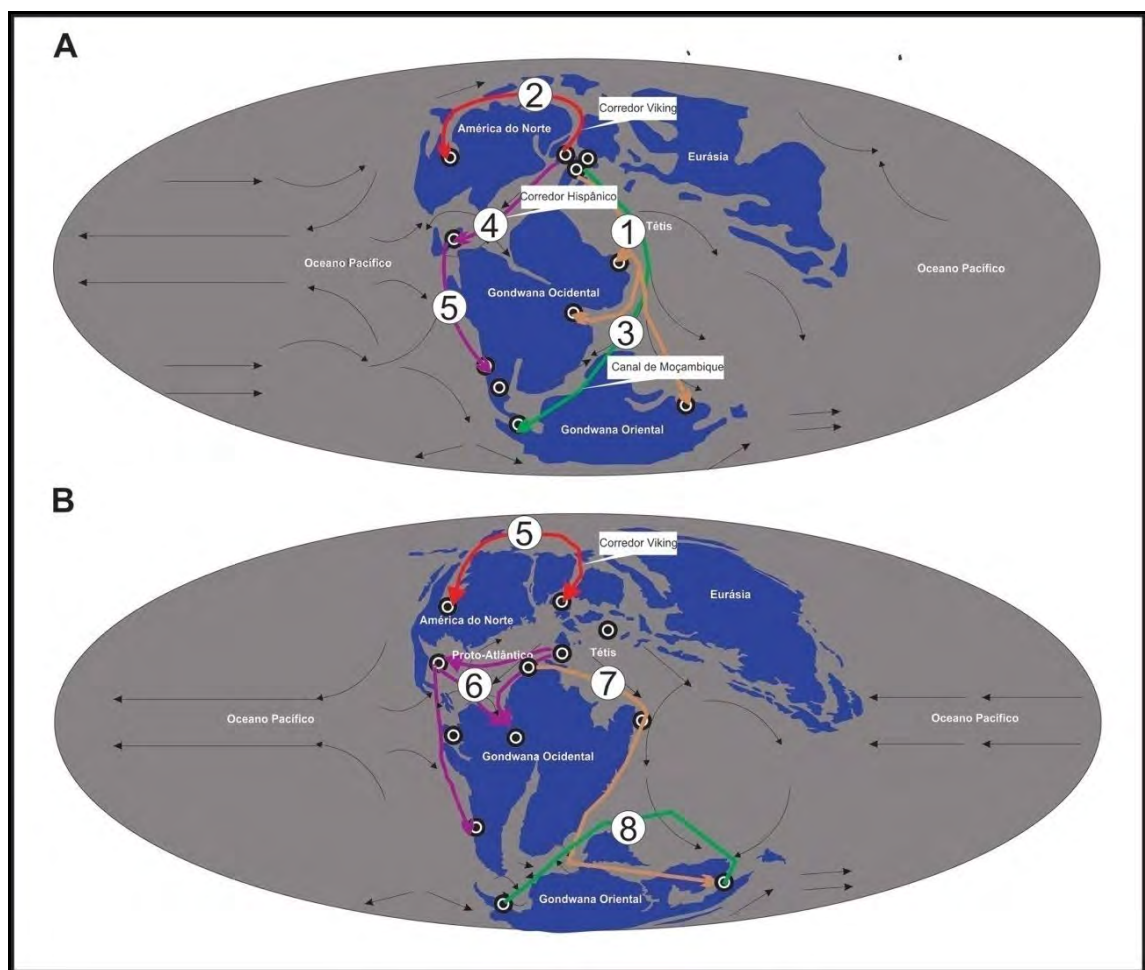 A
2
Corredor Viking
América do Norte
Eurásia
Corredor Hispânico
4
1
Tétis
Oceano Pacífico
Oceano Pacífico
Gondwana Ocidental
5
3
Canal de Moçambique
Gondwana Oriental
B
5
Corredor Viking
Eurásia
América do Norte
Proto-Atlântico
Tétis
6
7
Oceano Pacífico
Oceano Pacífico
Gondwana Ocidental
8
Gondwana Oriental